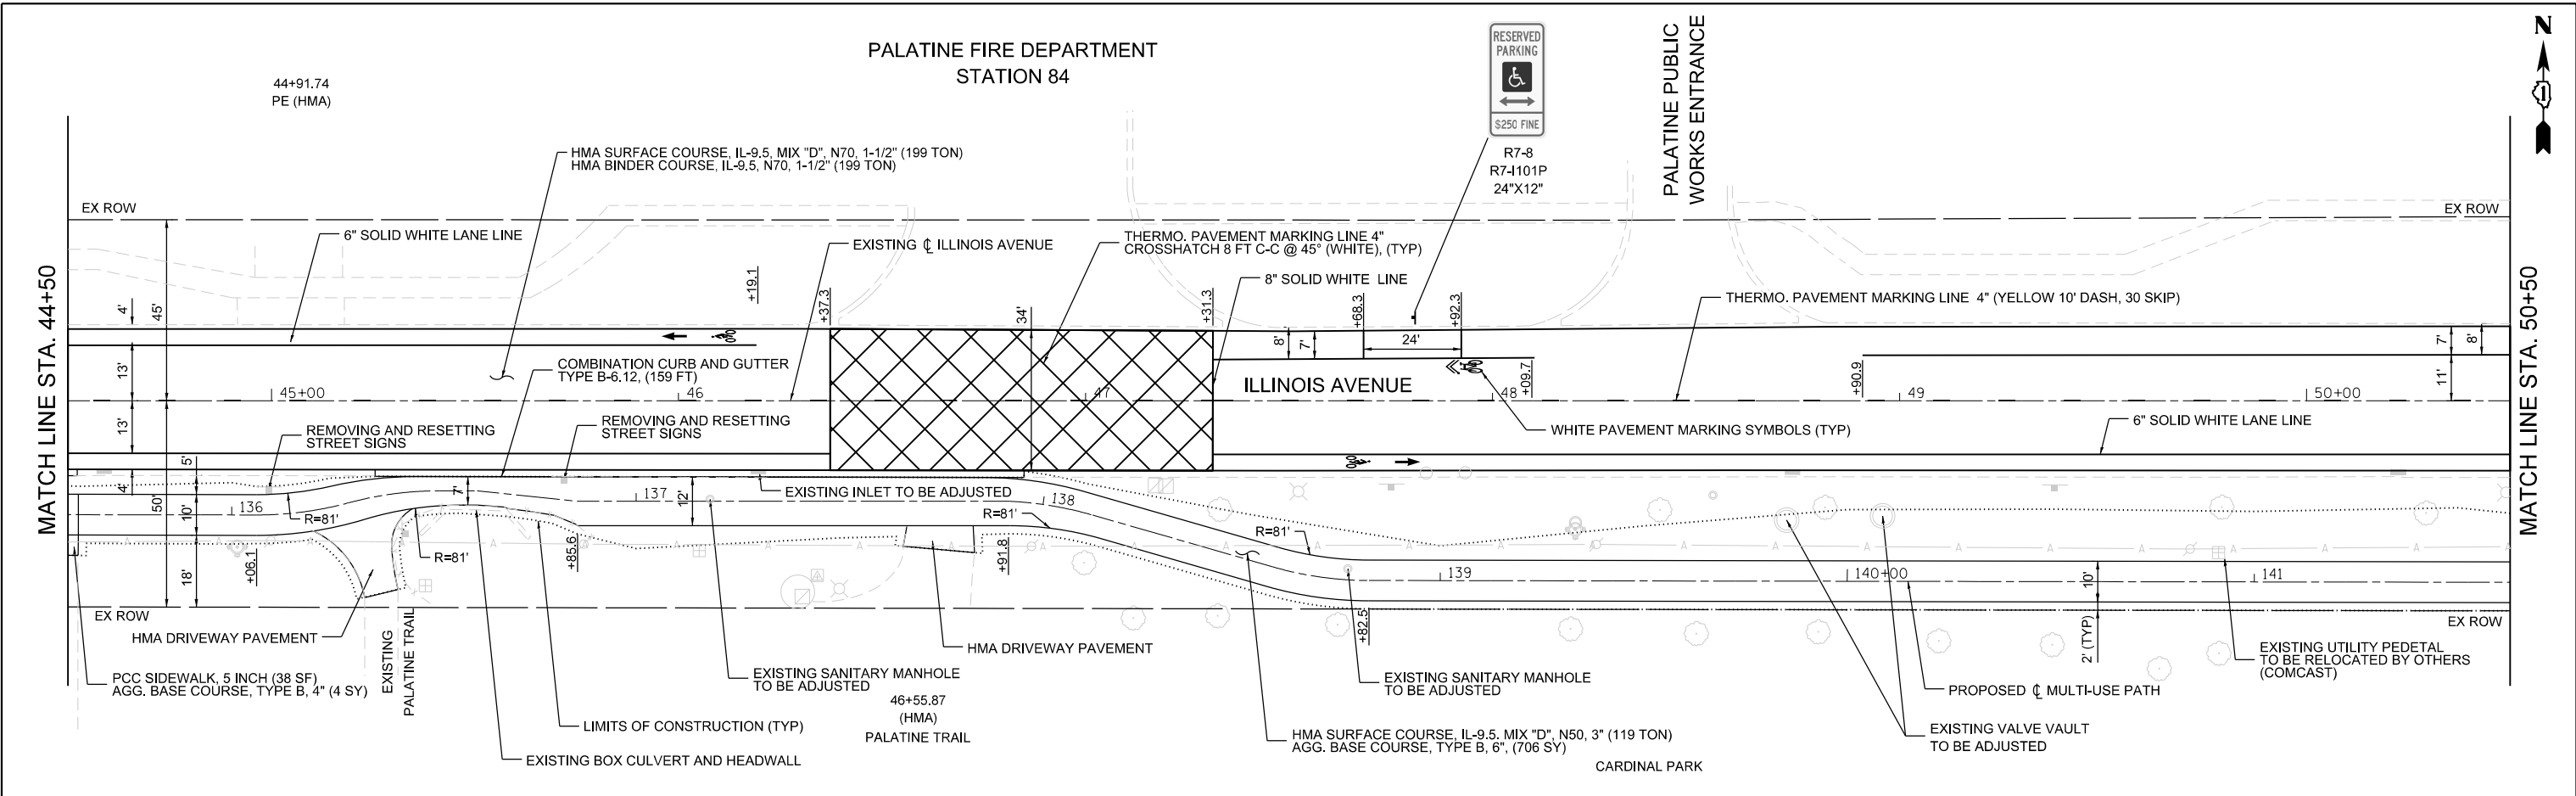 PALATINE FIRE DEPARTMENT
STATION 84
44+91.74
PE (HMA)
RESERVED
PARKING
$250 FINE
R7-8
R7-I101P
24"X12"
PALATINE PUBLIC
WORKS ENTRANCE
N
HMA SURFACE COURSE, IL-9.5, MIX "D", N70, 1-1/2" (199 TON)
HMA BINDER COURSE, IL-9.5, N70, 1-1/2" (199 TON)
EX ROW
EX ROW
6" SOLID WHITE LANE LINE
EXISTING ℄ ILLINOIS AVENUE
THERMO. PAVEMENT MARKING LINE 4"
CROSSHATCH 8 FT C-C @ 45° (WHITE), (TYP)
8" SOLID WHITE  LINE
THERMO. PAVEMENT MARKING LINE  4" (YELLOW 10' DASH, 30 SKIP)
MATCH LINE STA. 44+50
MATCH LINE STA. 50+50
4'
45'
+19.1
+37.3
34'
+31.3
+68.3
+92.3
8'
7'
24'
7'
8'
13'
COMBINATION CURB AND GUTTER
TYPE B-6.12, (159 FT)
ILLINOIS AVENUE
+09.7
+90.9
11'
45+00
46
47
48
49
50+00
13'
REMOVING AND RESETTING
STREET SIGNS
REMOVING AND RESETTING
STREET SIGNS
WHITE PAVEMENT MARKING SYMBOLS (TYP)
6" SOLID WHITE LANE LINE
5'
4'
50'
10'
7'
12'
EXISTING INLET TO BE ADJUSTED
136
137
138
139
140+00
141
R=81'
R=81'
R=81'
R=81'
A
A
A
A
A
A
A
A
A
A
A
A
A
A
18'
+06.1
+85.6
+91.8
+82.5
10'
2' (TYP)
EX ROW
EX ROW
HMA DRIVEWAY PAVEMENT
EXISTING
PALATINE TRAIL
HMA DRIVEWAY PAVEMENT
PCC SIDEWALK, 5 INCH (38 SF)
AGG. BASE COURSE, TYPE B, 4" (4 SY)
EXISTING SANITARY MANHOLE
TO BE ADJUSTED
EXISTING SANITARY MANHOLE
TO BE ADJUSTED
EXISTING UTILITY PEDETAL
TO BE RELOCATED BY OTHERS
(COMCAST)
PROPOSED ℄ MULTI-USE PATH
46+55.87
(HMA)
PALATINE TRAIL
LIMITS OF CONSTRUCTION (TYP)
EXISTING BOX CULVERT AND HEADWALL
HMA SURFACE COURSE, IL-9.5. MIX "D", N50, 3" (119 TON)
AGG. BASE COURSE, TYPE B, 6", (706 SY)
EXISTING VALVE VAULT
TO BE ADJUSTED
CARDINAL PARK